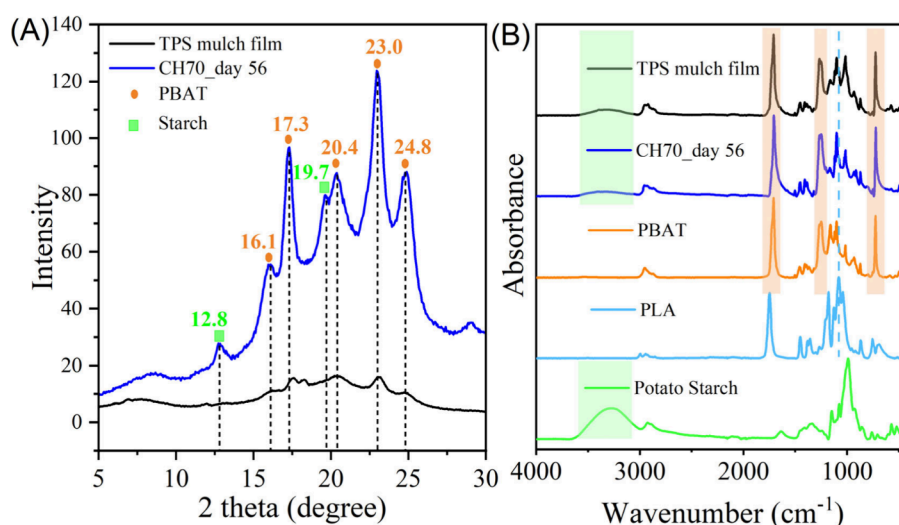 (A)
140
120
100
80
60
40
20
0
Intensity
TPS mulch film
CH70_day 56
PBAT
Starch
12.8
16.1
17.3
19.7
20.4
23.0
24.8
5 10 15 20 25 30
2 theta (degree)
(B)
Absorbance
TPS mulch film
CH70_day 56
PBAT
PLA
Potato Starch
4000 3000 2000 1000
Wavenumber (cm⁻¹)